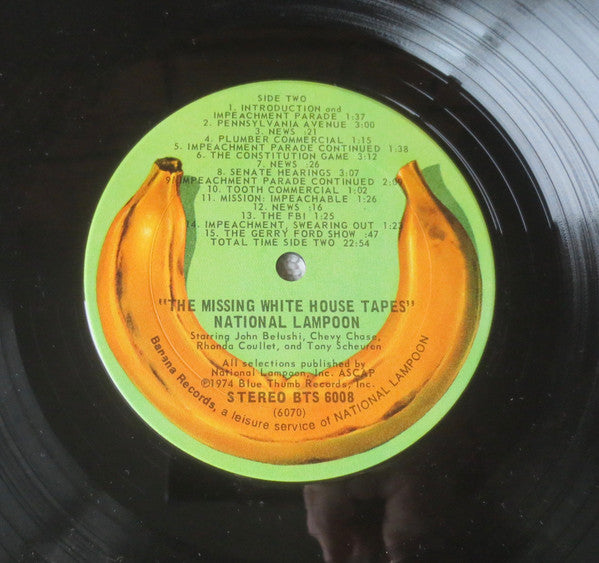 SIDE TWO
1. INTRODUCTION and
IMPEACHMENT PARADE 1:37
2. PENNSYLVANIA AVENUE 3:00
3. NEWS :21
4. PLUMBER COMMERCIAL 1:15
5. IMPEACHMENT PARADE CONTINUED 1:38
6. THE CONSTITUTION GAME 3:12
7. NEWS :26
8. SENATE HEARINGS 3:07
9. IMPEACHMENT PARADE CONTINUED 2:09
10. TOOTH COMMERCIAL 1:02
11. MISSION: IMPEACHABLE 1:26
12. NEWS :16
13. THE FBI 1:25
14. IMPEACHMENT, SWEARING OUT 1:23
15. THE GERRY FORD SHOW :47
TOTAL TIME SIDE TWO 22:54
"THE MISSING WHITE HOUSE TAPES"
NATIONAL LAMPOON
Starring John Belushi, Chevy Chase,
Rhonda Coullet, and Tony Scheuren
All selections published by
National Lampoon, Inc. ASCAP
©1974 Blue Thumb Records, Inc.
STEREO BTS 6008
(6070)
Banana Records, a leisure service of NATIONAL LAMPOON